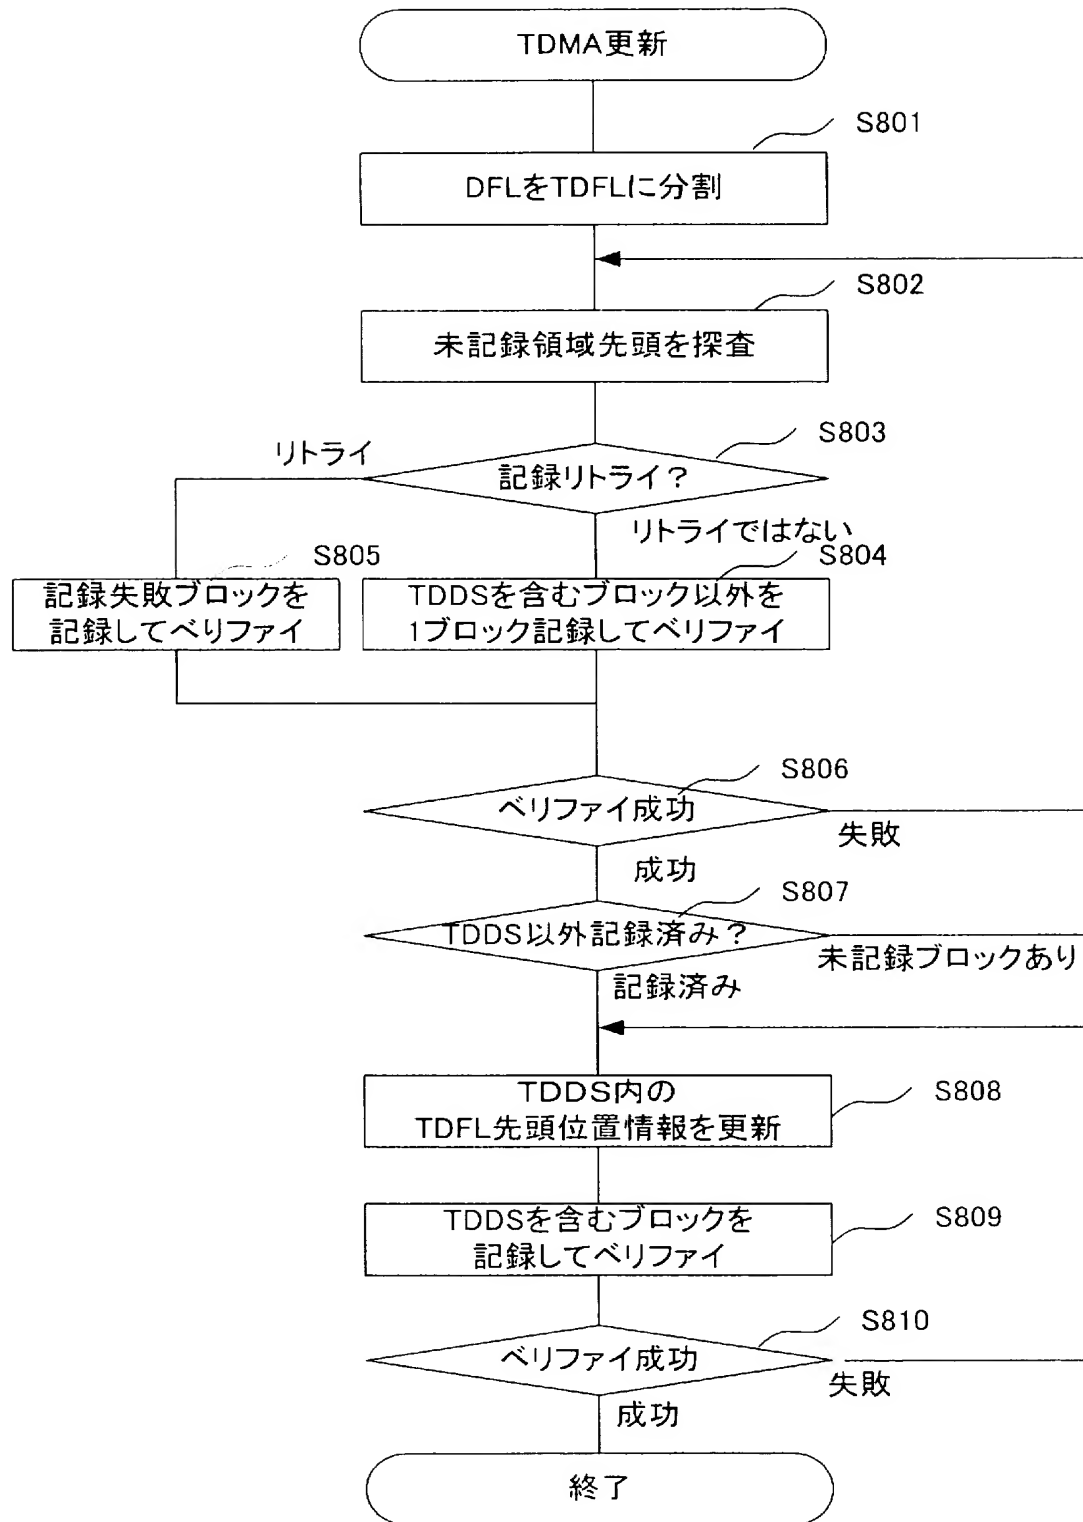 TDMA更新
S801
DFLをTDFLに分割
S802
未記録領域先頭を探査
S803
リトライ
記録リトライ？
リトライではない
S805
S804
記録失敗ブロックを
記録してベリファイ
TDDSを含むブロック以外を
1ブロック記録してベリファイ
S806
ベリファイ成功
失敗
成功
S807
TDDS以外記録済み？
未記録ブロックあり
記録済み
TDDS内の
TDFL先頭位置情報を更新
S808
TDDSを含むブロックを
記録してベリファイ
S809
S810
ベリファイ成功
失敗
成功
終了